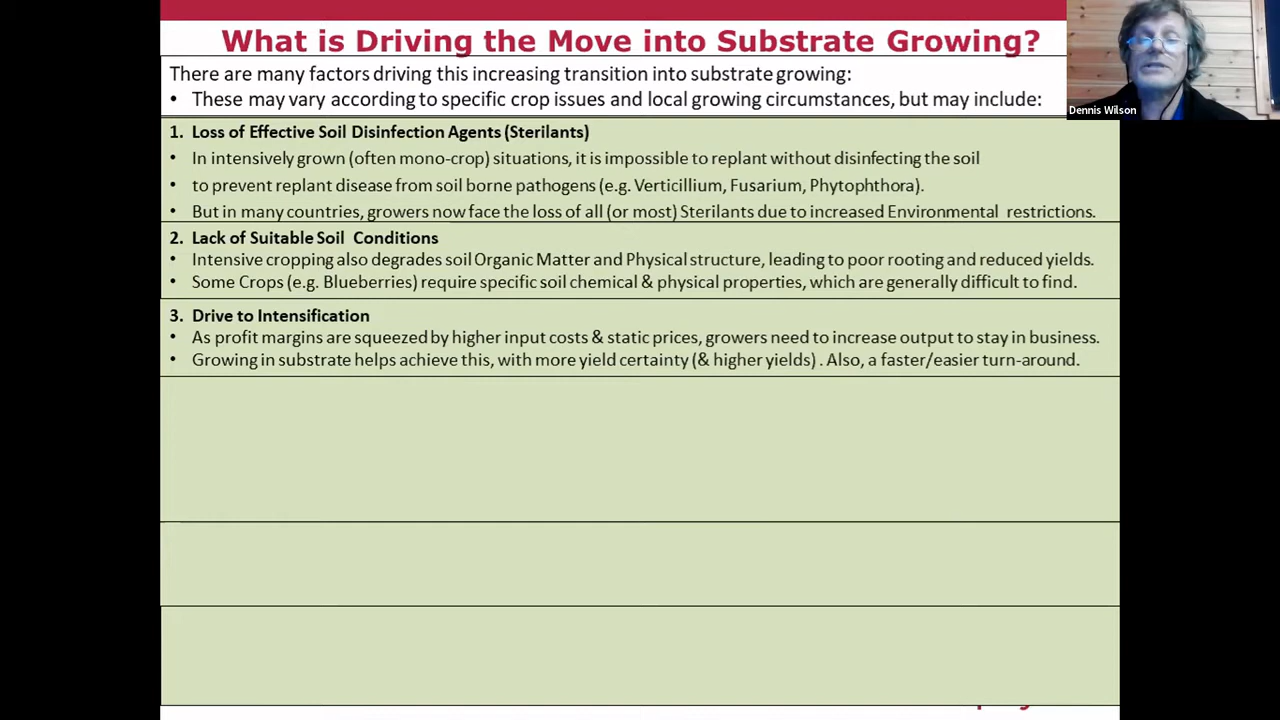 What is Driving the Move into Substrate Growing?
There are many factors driving this increasing transition into substrate growing:
• These may vary according to specific crop issues and local growing circumstances, but may include:
Dennis Wilson
1. Loss of Effective Soil Disinfection Agents (Sterilants)
• In intensively grown (often mono-crop) situations, it is impossible to replant without disinfecting the soil
• to prevent replant disease from soil borne pathogens (e.g. Verticillium, Fusarium, Phytophthora).
• But in many countries, growers now face the loss of all (or most) Sterilants due to increased Environmental restrictions.
2. Lack of Suitable Soil Conditions
• Intensive cropping also degrades soil Organic Matter and Physical structure, leading to poor rooting and reduced yields.
• Some Crops (e.g. Blueberries) require specific soil chemical & physical properties, which are generally difficult to find.
3. Drive to Intensification
• As profit margins are squeezed by higher input costs & static prices, growers need to increase output to stay in business.
• Growing in substrate helps achieve this, with more yield certainty (& higher yields) . Also, a faster/easier turn-around.